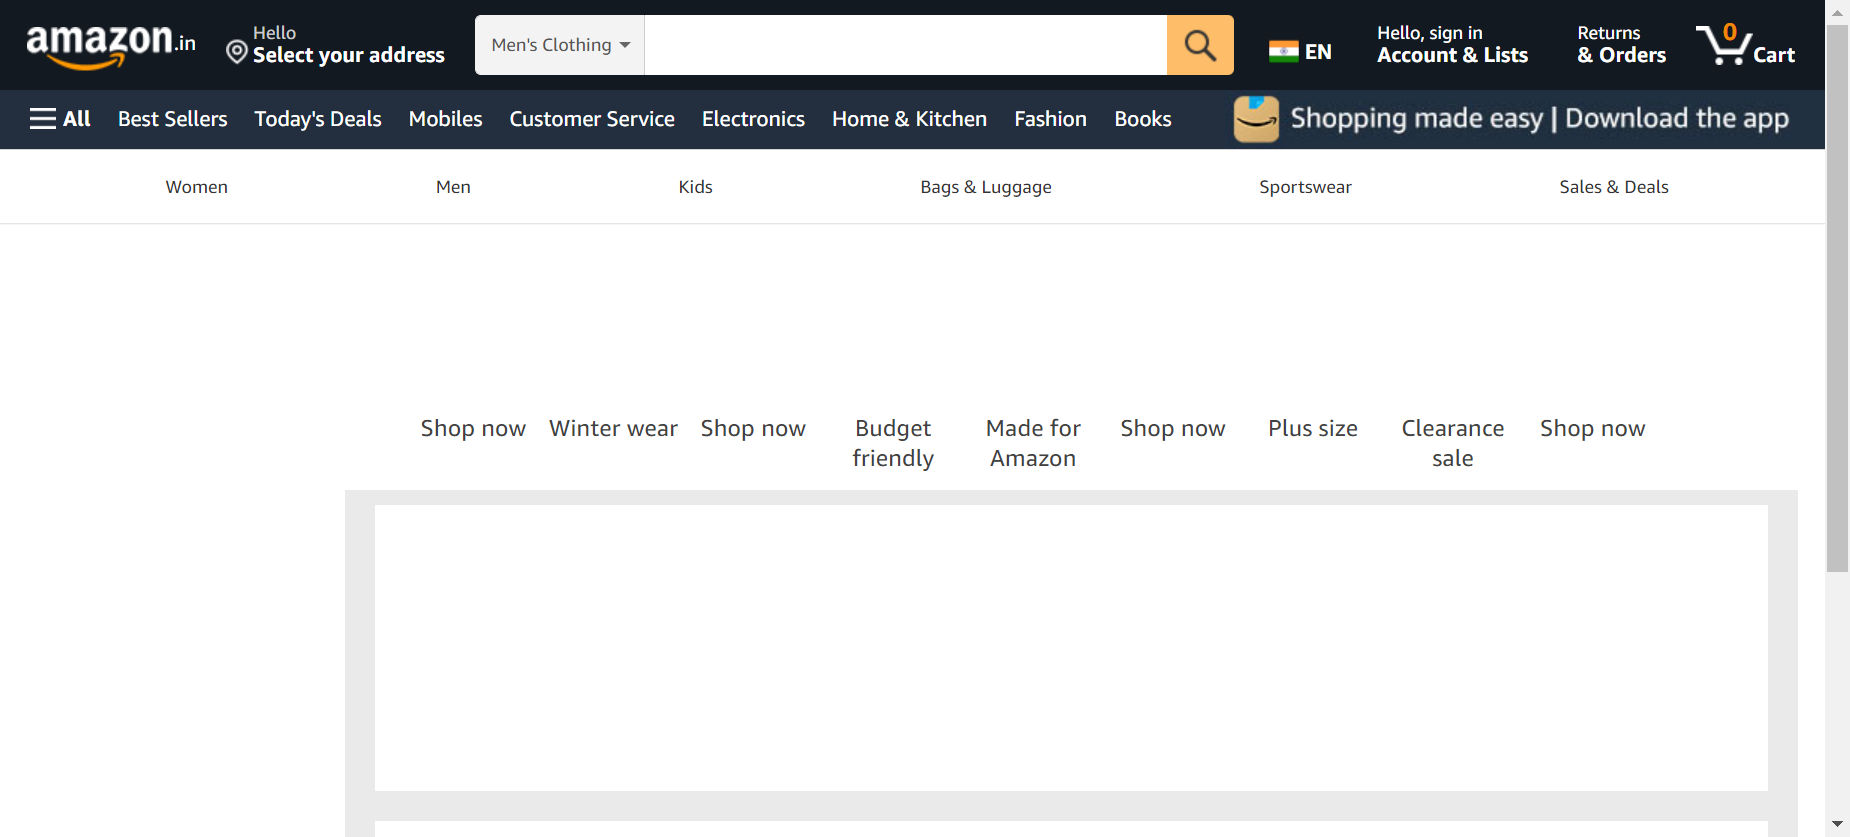 amazon.in
Hello
Select your address
Men's Clothing
EN
Hello, sign in
Account & Lists
Returns
& Orders
0
Cart
All
Best Sellers
Today's Deals
Mobiles
Customer Service
Electronics
Home & Kitchen
Fashion
Books
Shopping made easy | Download the app
Women
Men
Kids
Bags & Luggage
Sportswear
Sales & Deals
Shop now
Winter wear
Shop now
Budget
friendly
Made for
Amazon
Shop now
Plus size
Clearance
sale
Shop now